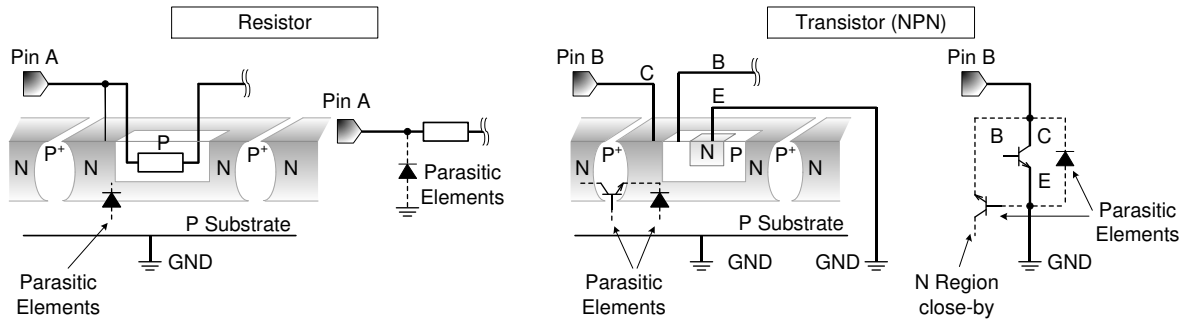 Resistor
Transistor (NPN)
Pin A
Pin A
N
P+
N
P
P+
N
N
Parasitic
Elements
P Substrate
GND
Parasitic
Elements
Pin B
C
B
E
N
P+
N
N
P
P+
N
N
P Substrate
GND
GND
Parasitic
Elements
Pin B
B
C
E
Parasitic
Elements
GND
N Region
close-by